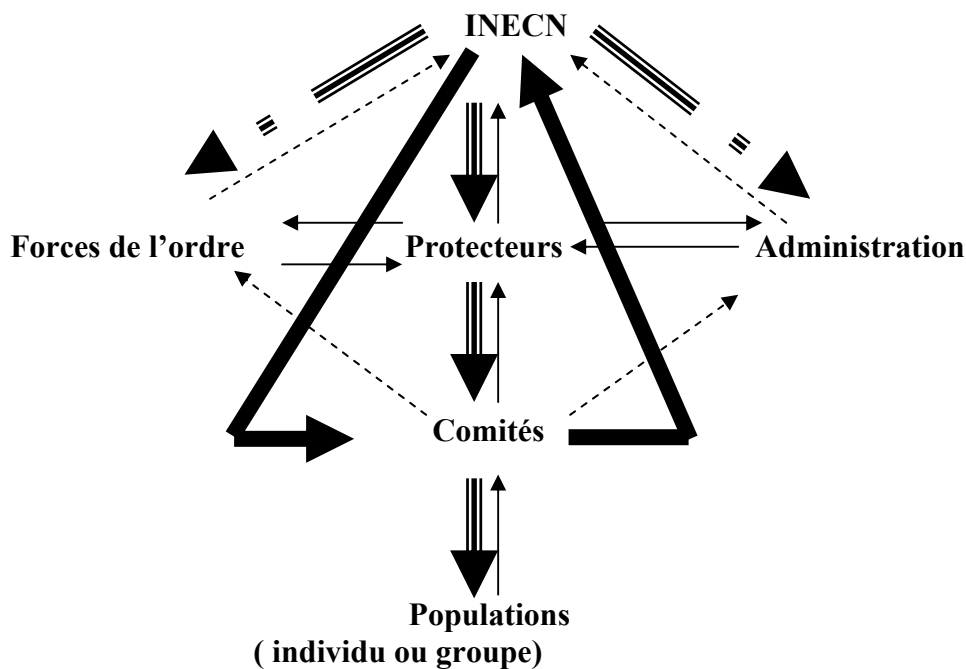 INECN
Forces de l’ordre Protecteurs Administration
Comités
Populations
( individu ou groupe)